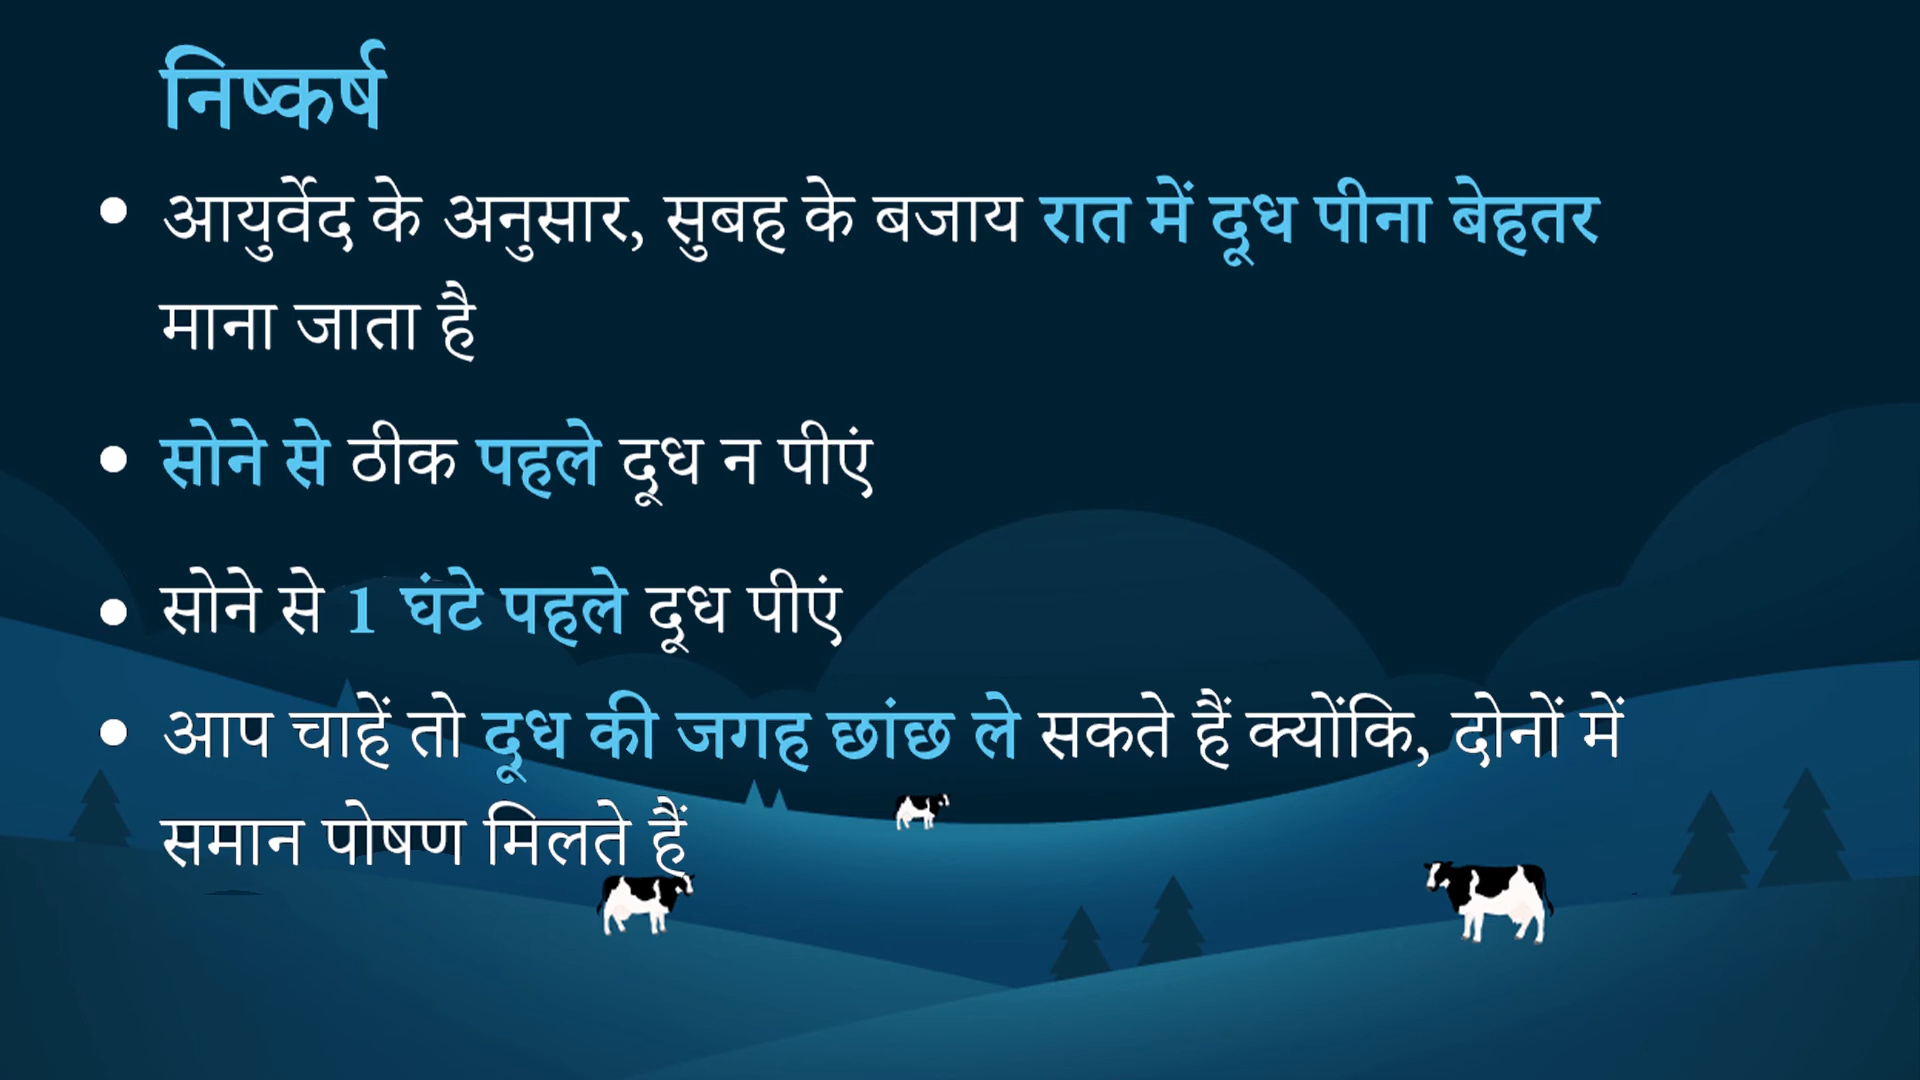 निष्कर्ष
• आयुर्वेद के अनुसार, सुबह के बजाय रात में दूध पीना बेहतर
माना जाता है
• सोने से ठीक पहले दूध न पीएं
• सोने से 1 घंटे पहले दूध पीएं
• आप चाहें तो दूध की जगह छांछ ले सकते हैं क्योंकि, दोनों में
समान पोषण मिलते हैं